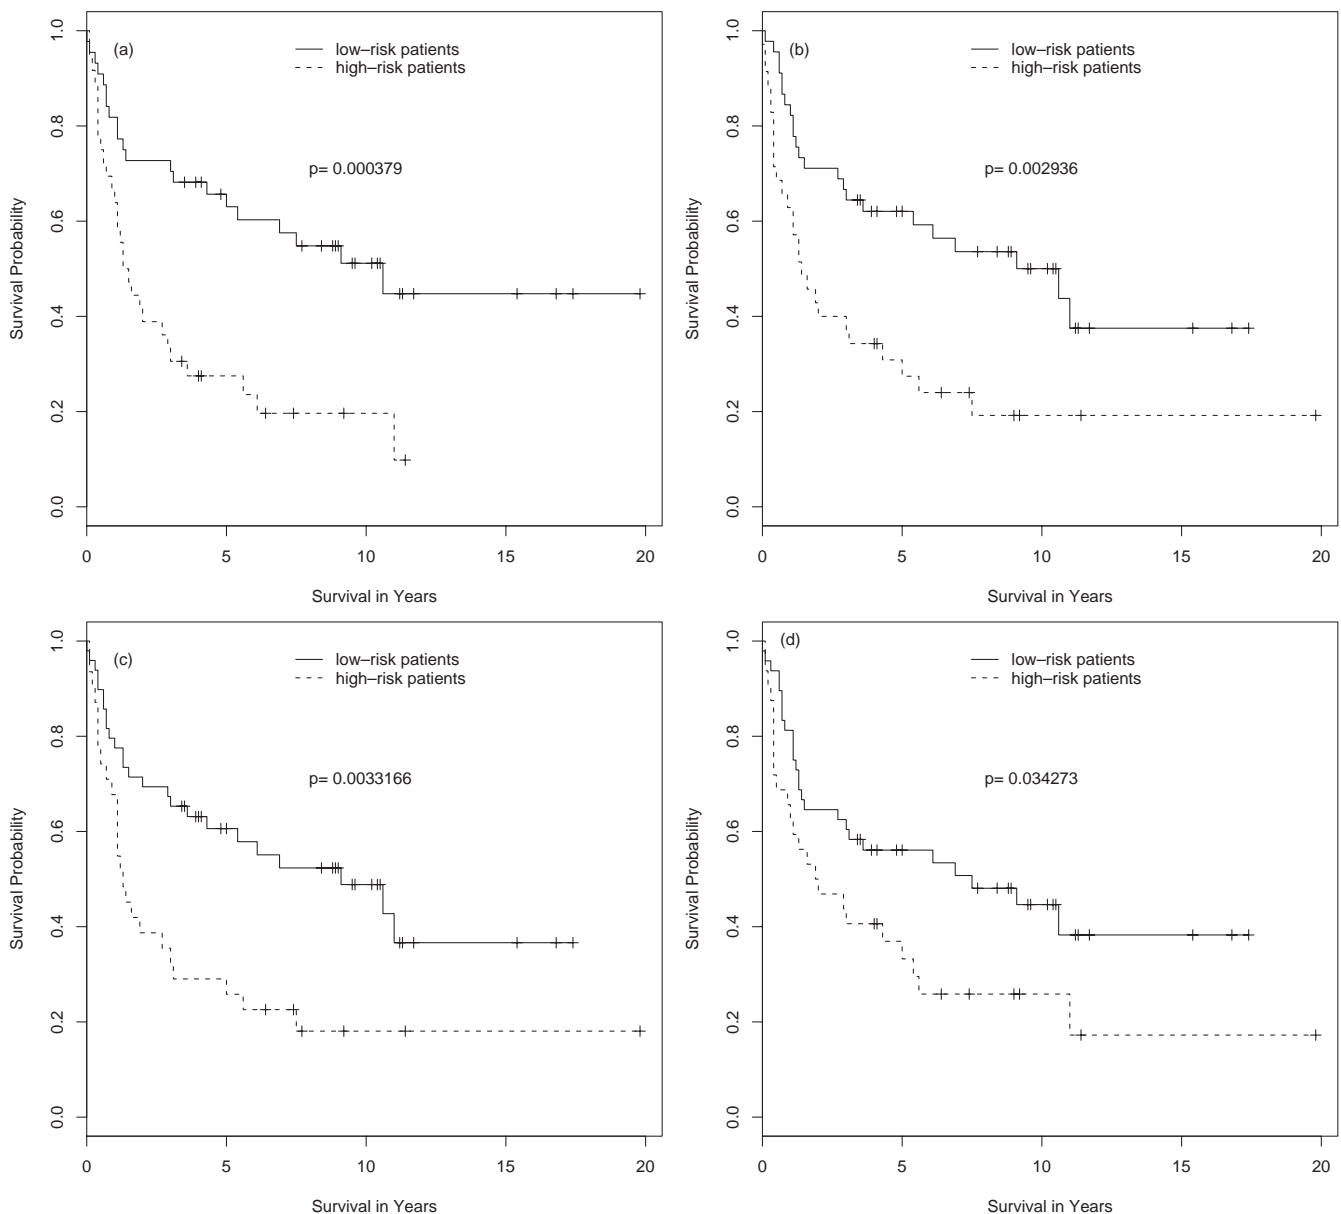 (a)
low–risk patients
high–risk patients
p= 0.000379
Survival Probability
0.0 0.2 0.4 0.6 0.8 1.0
0 5 10 15 20
Survival in Years
(b)
low–risk patients
high–risk patients
p= 0.002936
Survival Probability
0.0 0.2 0.4 0.6 0.8 1.0
0 5 10 15 20
Survival in Years
(c)
low–risk patients
high–risk patients
p= 0.0033166
Survival Probability
0.0 0.2 0.4 0.6 0.8 1.0
0 5 10 15 20
Survival in Years
(d)
low–risk patients
high–risk patients
p= 0.034273
Survival Probability
0.0 0.2 0.4 0.6 0.8 1.0
0 5 10 15 20
Survival in Years